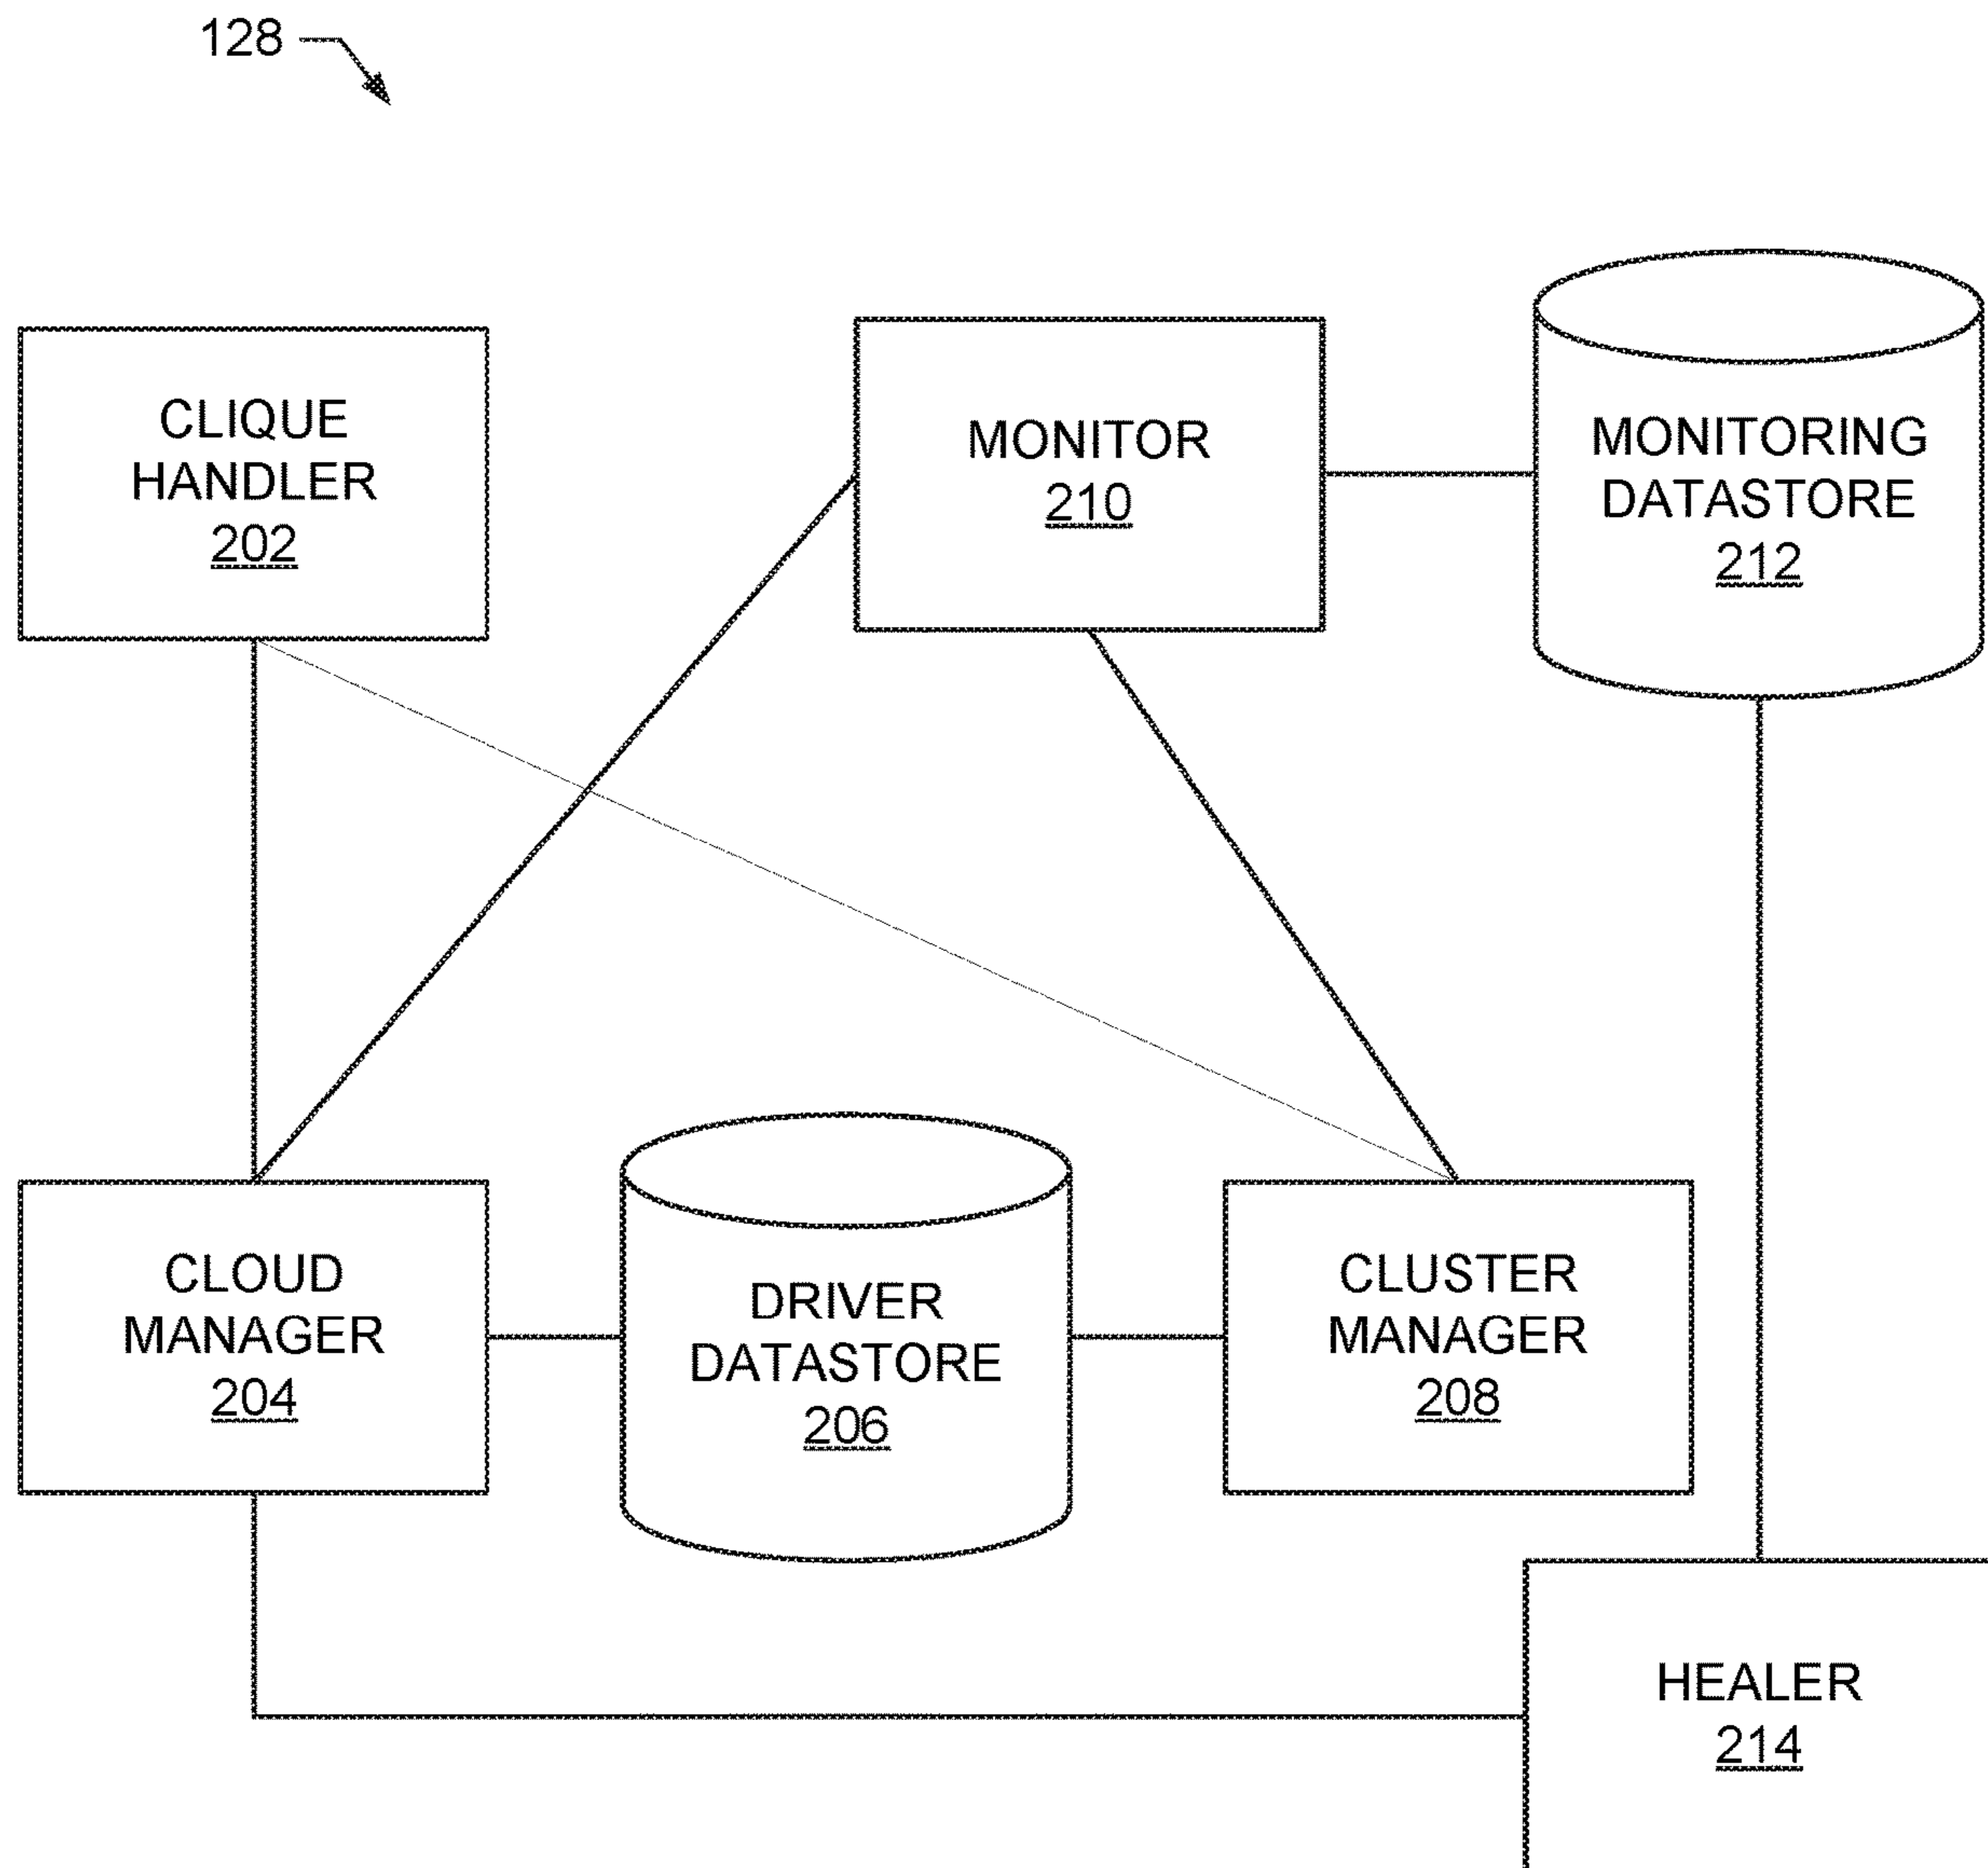 128
CLIQUE
HANDLER
202
MONITOR
210
MONITORING
DATASTORE
212
CLOUD
MANAGER
204
DRIVER
DATASTORE
206
CLUSTER
MANAGER
208
HEALER
214